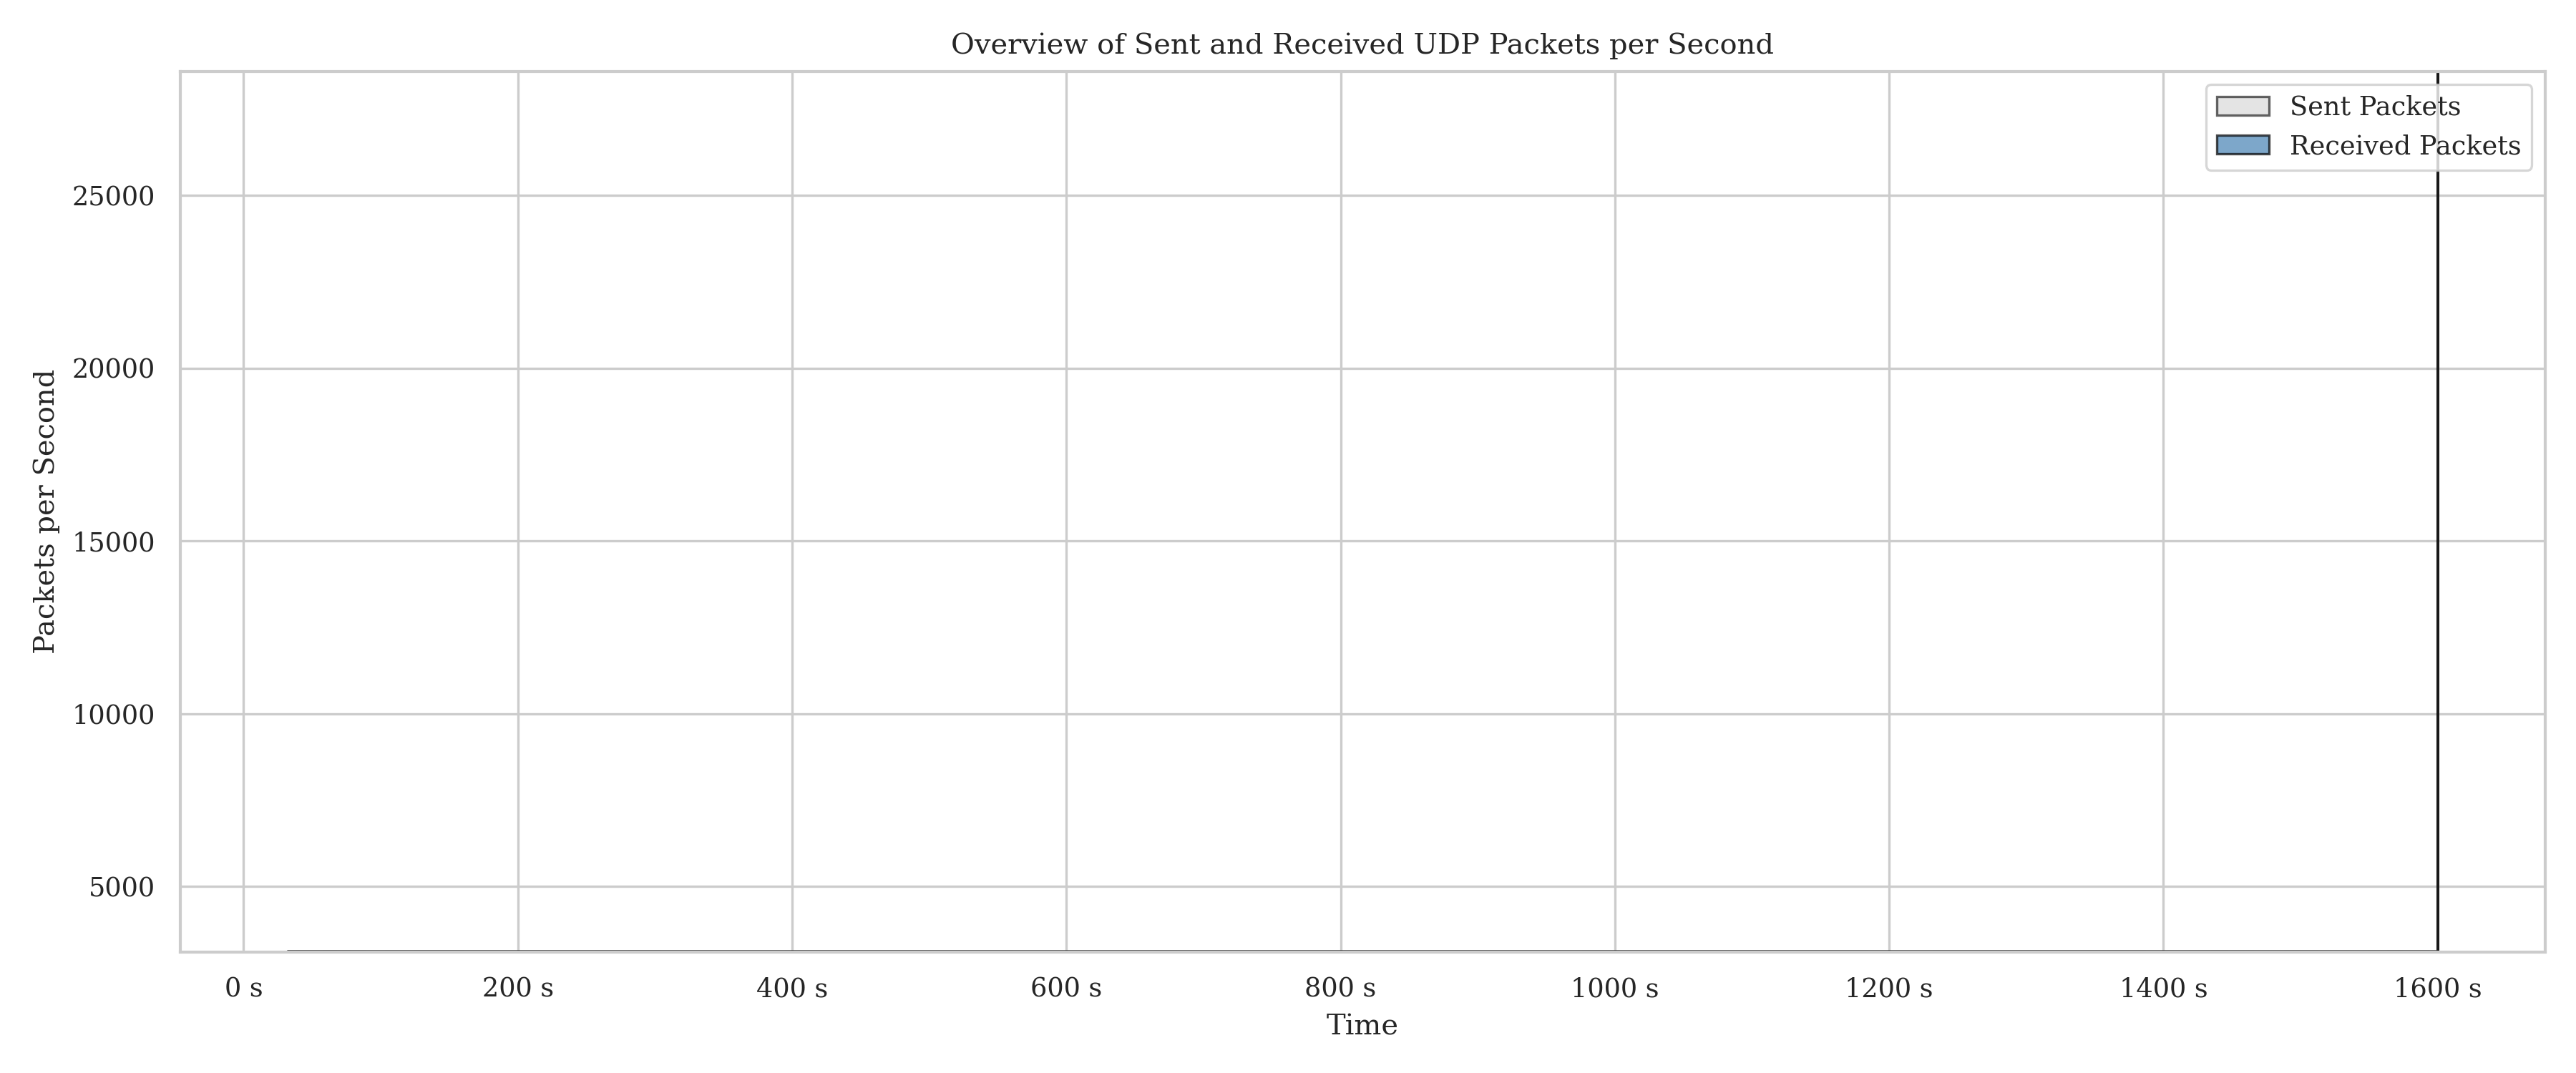 Overview of Sent and Received UDP Packets per Second
Sent Packets
Received Packets
Packets per Second
25000
20000
15000
10000
5000
0 s
200 s
400 s
600 s
800 s
1000 s
1200 s
1400 s
1600 s
Time